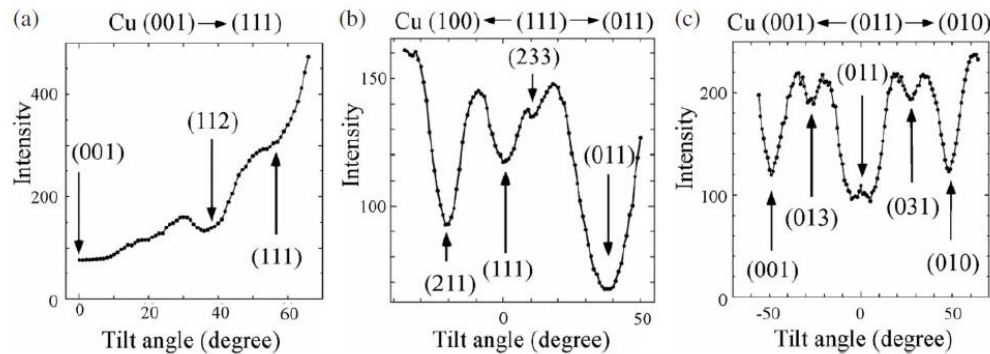 (a)
Cu (001) → (111)
Intensity
400
200
0
(001)
(112)
(111)
0
20
40
60
Tilt angle (degree)
(b)
Cu (100) ← (111) → (011)
Intensity
150
100
(233)
(011)
(211)
(111)
0
50
Tilt angle (degree)
(c)
Cu (001) ← (011) → (010)
Intensity
200
100
0
(011)
(013)
(031)
(001)
(010)
-50
0
50
Tilt angle (degree)